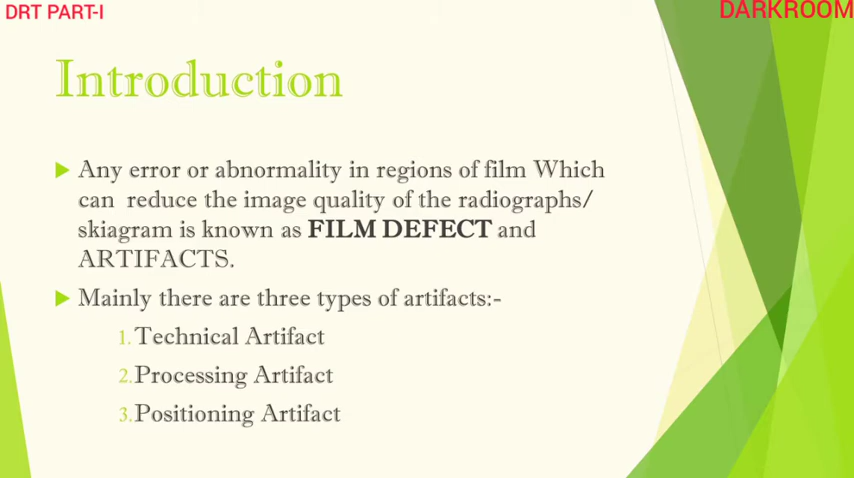 DRT PART-I
DARKROOM
Introduction
Any error or abnormality in regions of film Which
can reduce the image quality of the radiographs/
skiagram is known as FILM DEFECT and
ARTIFACTS.
Mainly there are three types of artifacts:-
1.Technical Artifact
2.Processing Artifact
3.Positioning Artifact